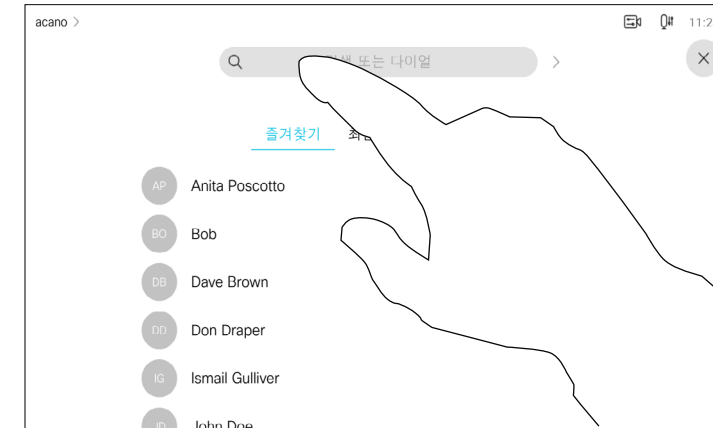 acano >
11:2
또는 다이얼
즐겨찾기
AP Anita Poscotto
BO Bob
DB Dave Brown
DD Don Draper
IG Ismail Gulliver
JD John Doe